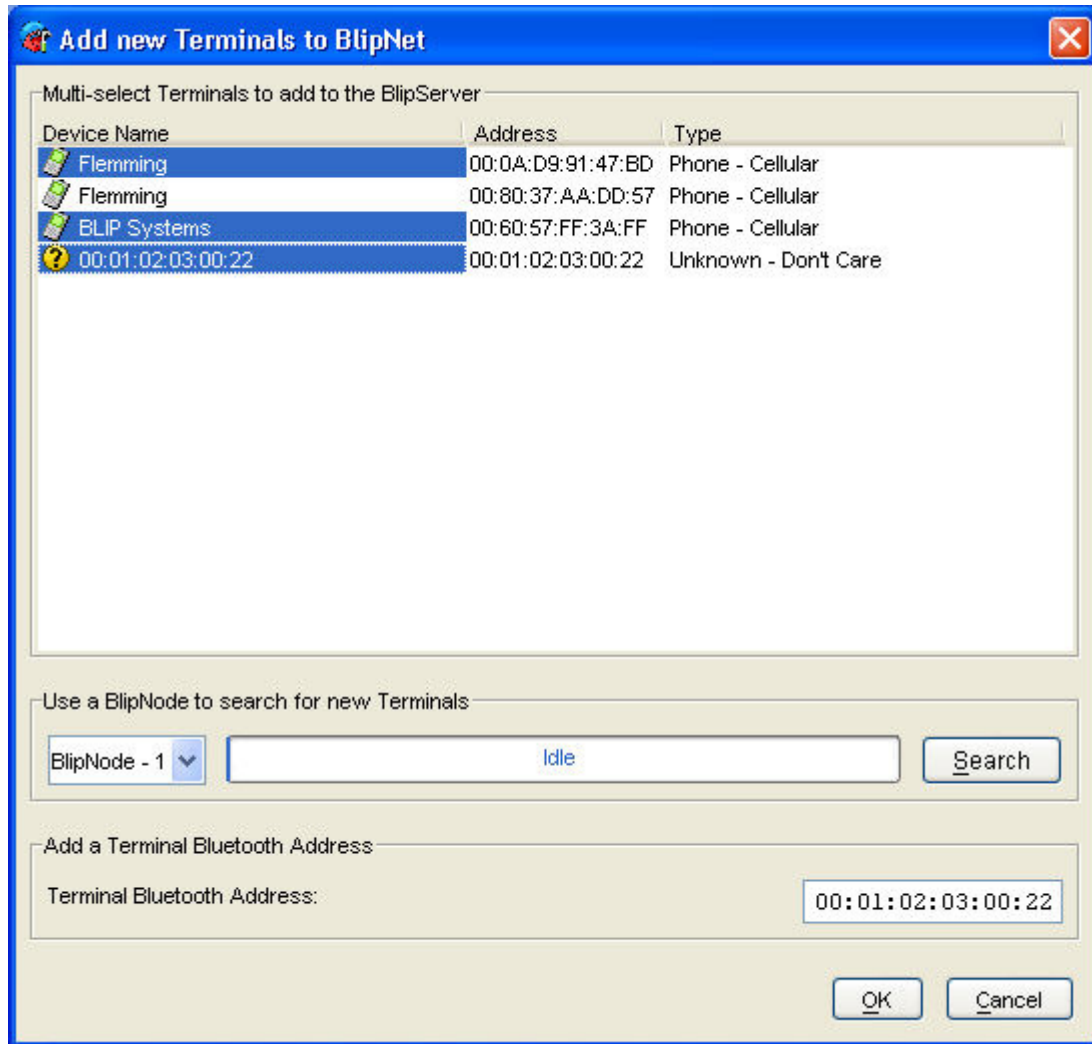 Add new Terminals to BlipNet
Multi-select Terminals to add to the BlipServer
Device Name Address Type
Flemming 00:0A:D9:91:47:BD Phone - Cellular
Flemming 00:80:37:AA:DD:57 Phone - Cellular
BLIP Systems 00:60:57:FF:3A:FF Phone - Cellular
? 00:01:02:03:00:22 00:01:02:03:00:22 Unknown - Don't Care
Use a BlipNode to search for new Terminals
BlipNode - 1 Idle Search
Add a Terminal Bluetooth Address
Terminal Bluetooth Address: 00:01:02:03:00:22
OK Cancel